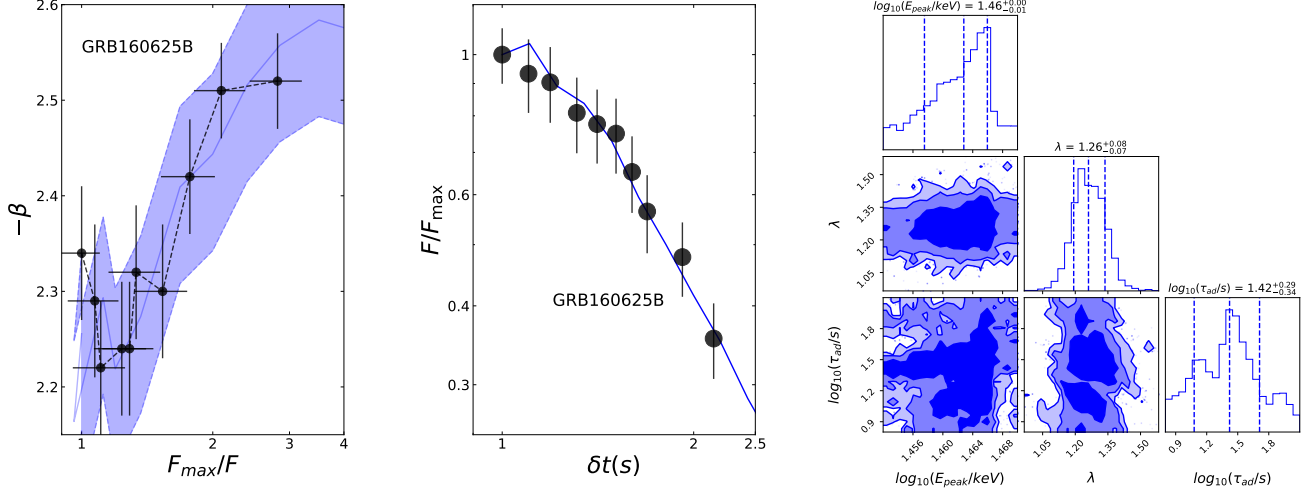 2.6
2.5
2.4
2.3
2.2
−β
GRB160625B
1
2
3
4
F_max/F
1
0.6
0.4
0.3
F/F_max
GRB160625B
1
2
2.5
δt(s)
log₁₀(E_peak/keV) = 1.46^{+0.00}_{−0.01}
λ = 1.26^{+0.08}_{−0.07}
1.50
1.35
1.20
1.05
λ
log₁₀(τ_ad/s) = 1.42^{+0.29}_{−0.34}
1.8
1.5
1.2
0.9
log₁₀(τ_ad/s)
1.456
1.460
1.464
1.468
log₁₀(E_peak/keV)
1.05
1.20
1.35
1.50
λ
0.9
1.2
1.5
1.8
log₁₀(τ_ad/s)